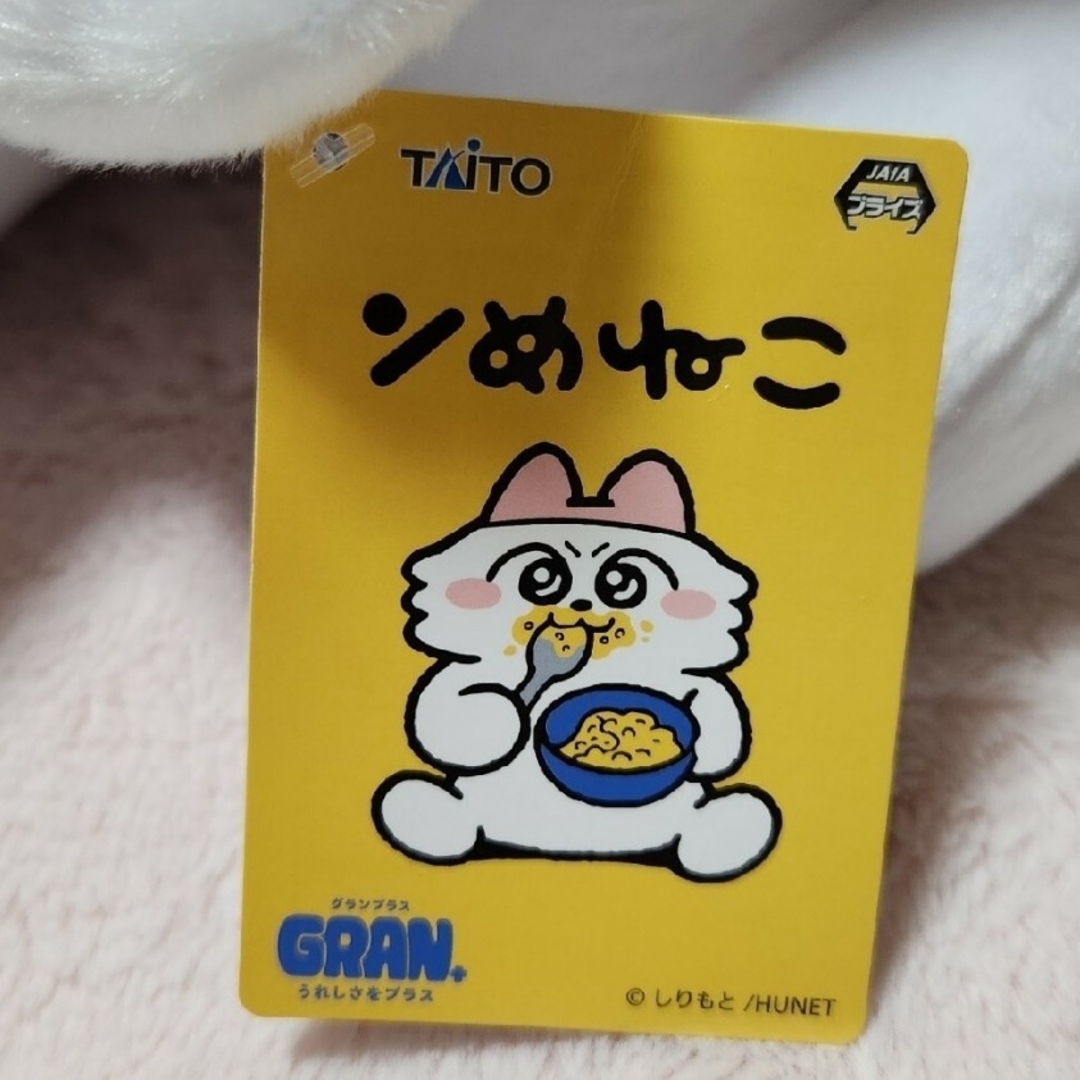 TAITO
JAIA
プライズ
ンめねこ
グランプラス
GRAN+
うれしさをプラス
© しりもと /HUNET